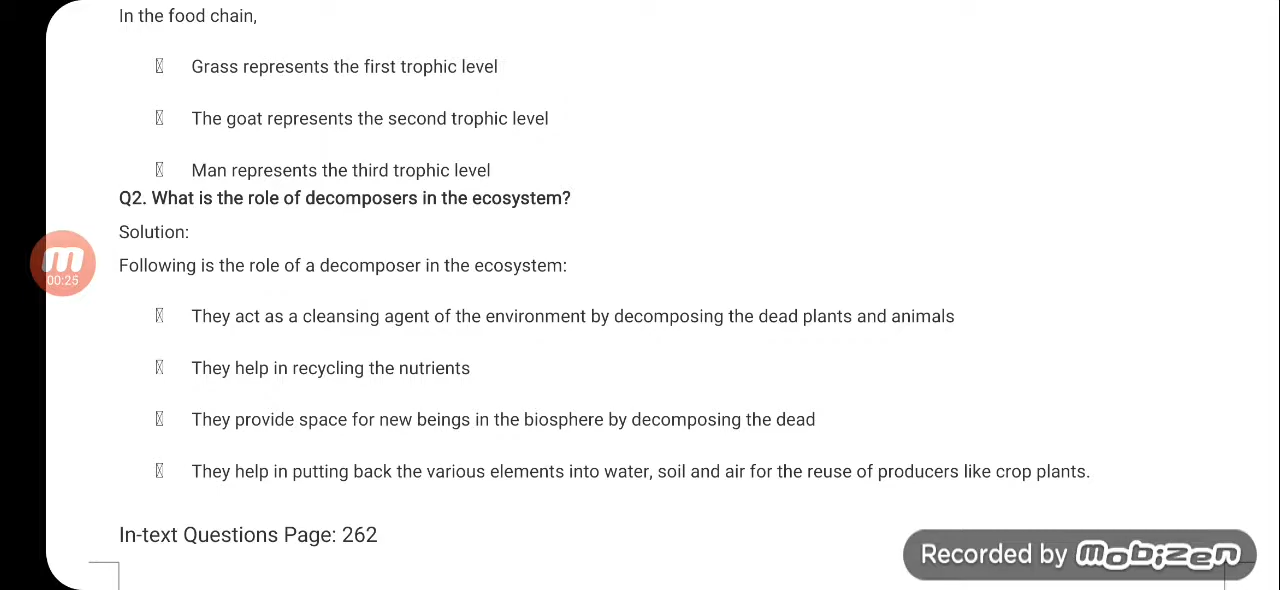 In the food chain,
Grass represents the first trophic level
The goat represents the second trophic level
Man represents the third trophic level
Q2. What is the role of decomposers in the ecosystem?
Solution:
Following is the role of a decomposer in the ecosystem:
They act as a cleansing agent of the environment by decomposing the dead plants and animals
They help in recycling the nutrients
They provide space for new beings in the biosphere by decomposing the dead
They help in putting back the various elements into water, soil and air for the reuse of producers like crop plants.
In-text Questions Page: 262
m
00:25
Recorded by mobizen